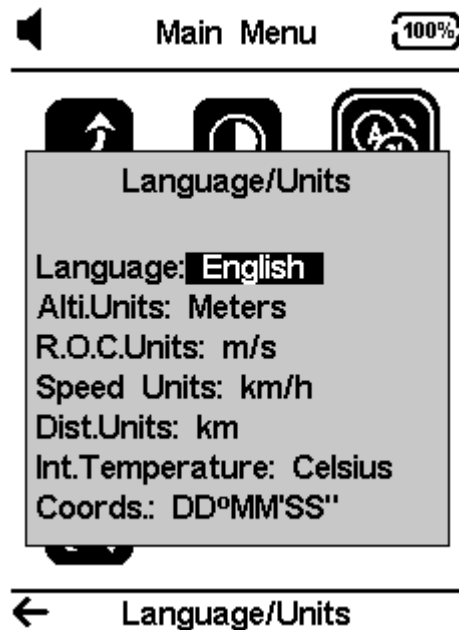 Main Menu 100%
A
Language/Units
Language: English
Alti.Units: Meters
R.O.C.Units: m/s
Speed Units: km/h
Dist.Units: km
Int.Temperature: Celsius
Coords.: DDºMM'SS"
Language/Units